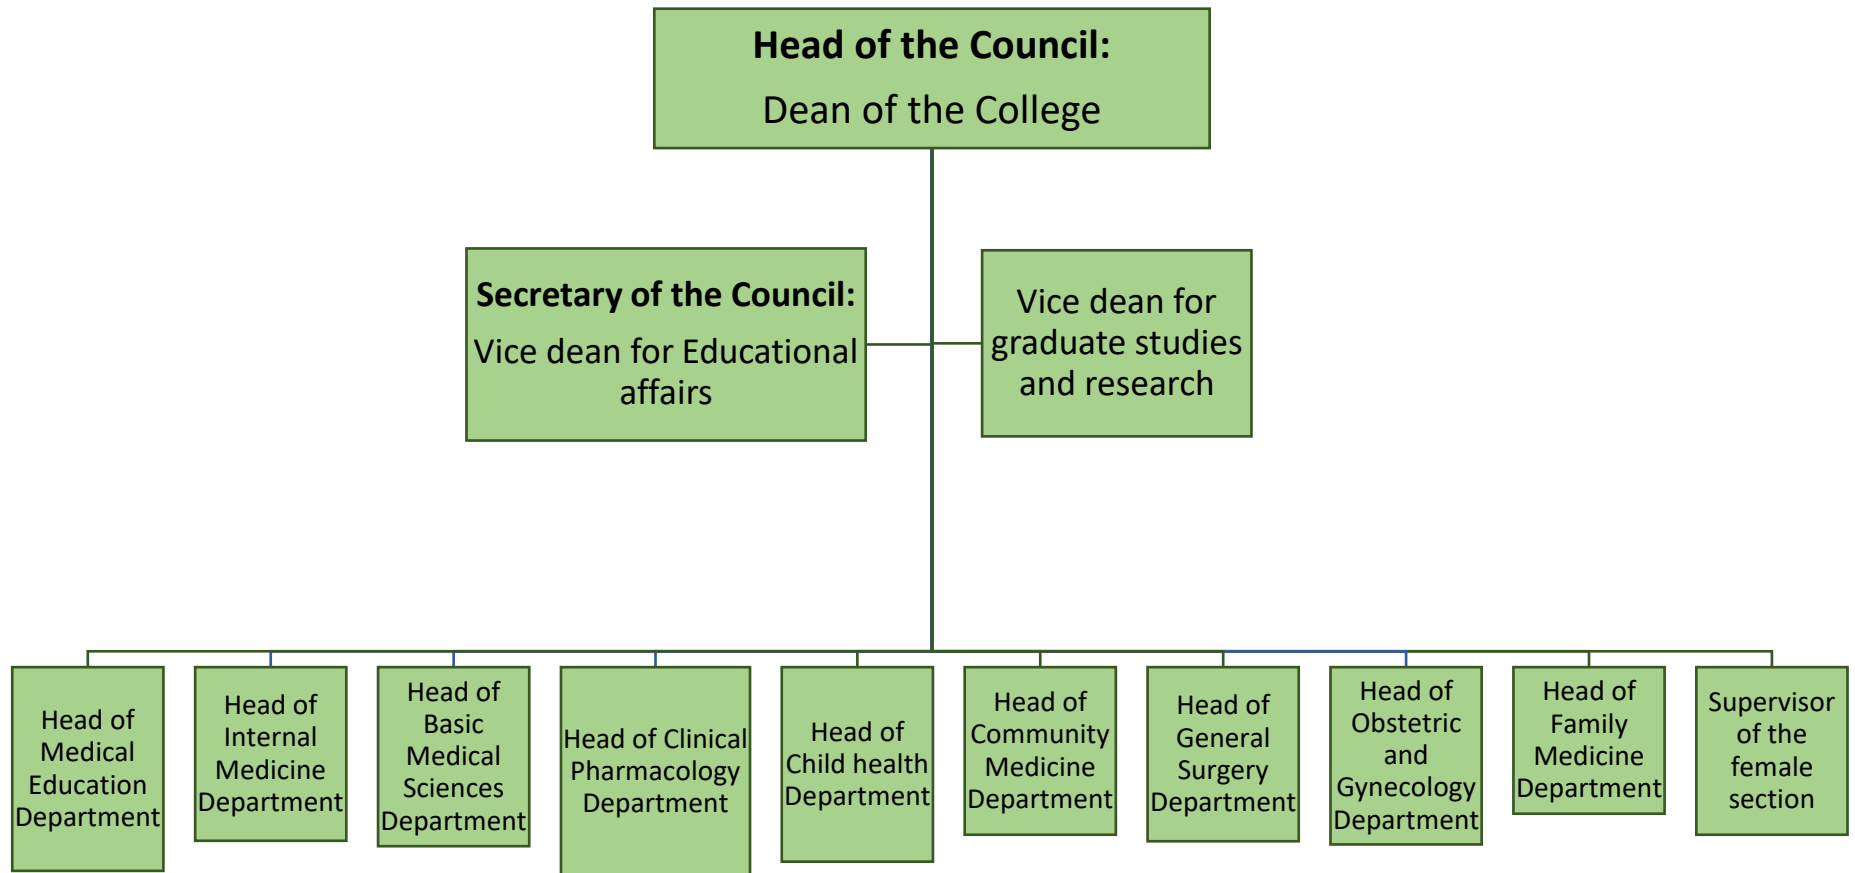 Head of the Council:
Dean of the College
Secretary of the Council:
Vice dean for Educational
affairs
Vice dean for
graduate studies
and research
Head of
Medical
Education
Department
Head of
Internal
Medicine
Department
Head of
Basic
Medical
Sciences
Department
Head of Clinical
Pharmacology
Department
Head of
Child health
Department
Head of
Community
Medicine
Department
Head of
General
Surgery
Department
Head of
Obstetric
and
Gynecology
Department
Head of
Family
Medicine
Department
Supervisor
of the
female
section